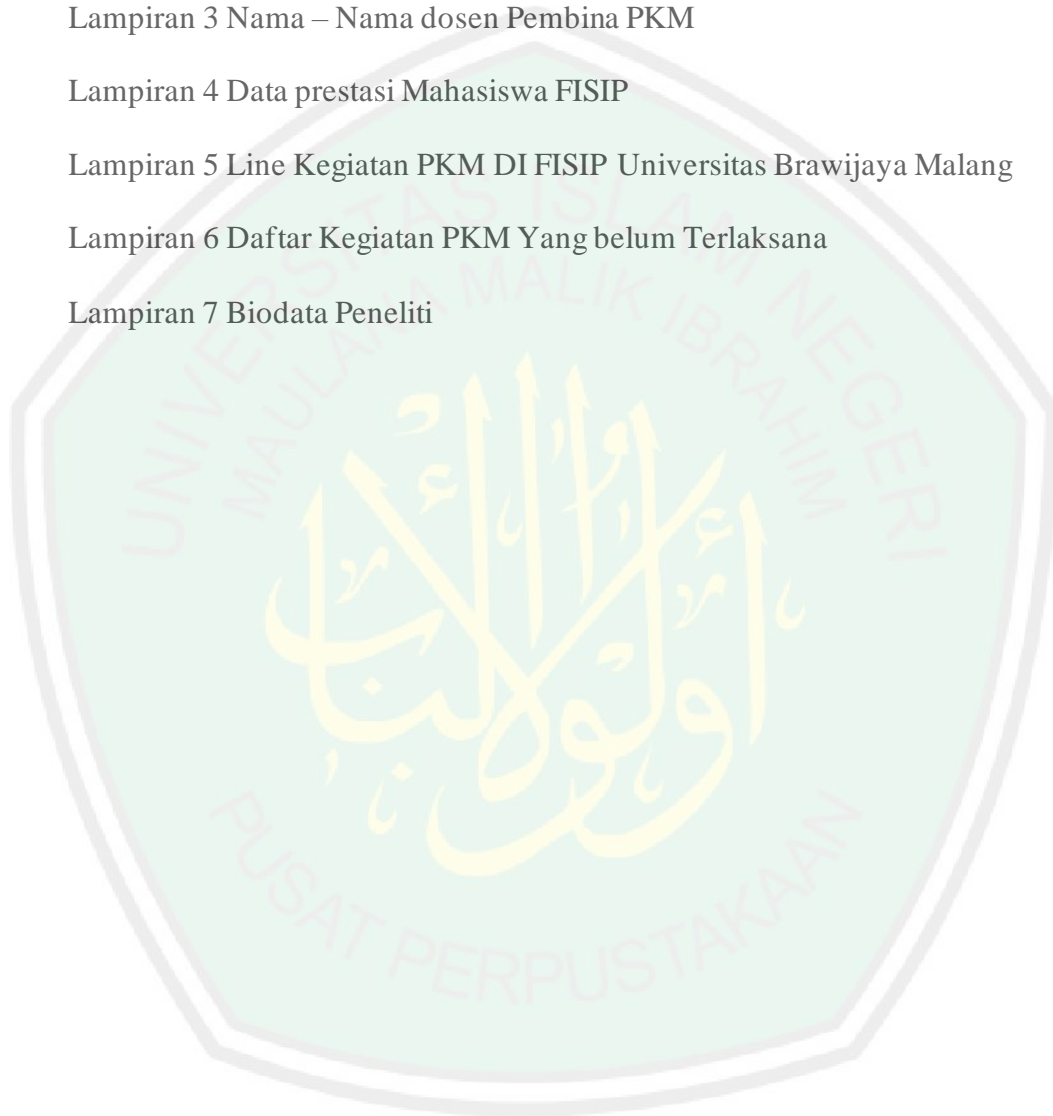 Lampiran 3 Nama – Nama dosen Pembina PKM
Lampiran 4 Data prestasi Mahasiswa FISIP
Lampiran 5 Line Kegiatan PKM DI FISIP Universitas Brawijaya Malang
Lampiran 6 Daftar Kegiatan PKM Yang belum Terlaksana
Lampiran 7 Biodata Peneliti
UNIVERSITAS ISLAM NEGERI
MAULANA MALIK IBRAHIM
أولوا الألباب
PUSAT PERPUSTAKAAN